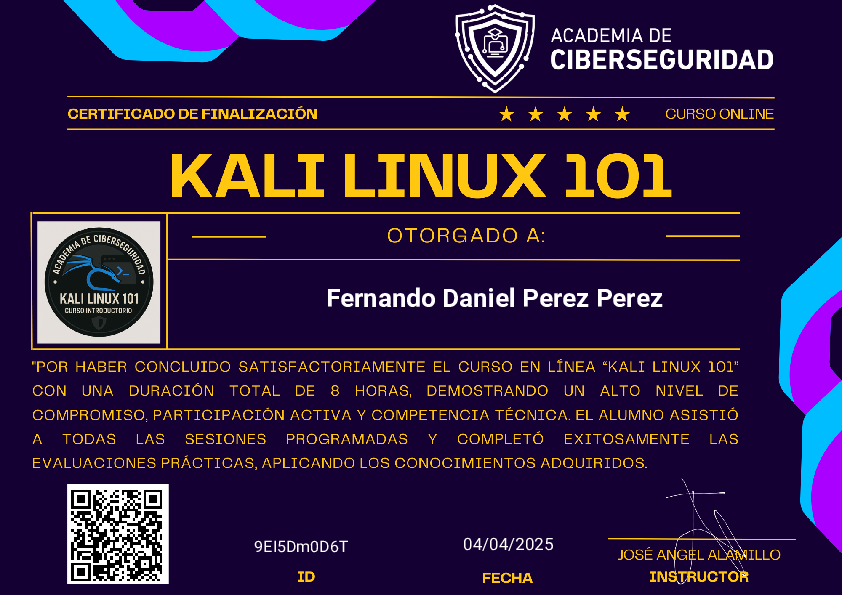 ACADEMIA DE
CIBERSEGURIDAD
CERTIFICADO DE FINALIZACIÓN
CURSO ONLINE
KALI LINUX 101
OTORGADO A:
ACADEMIA DE CIBERSEGURIDAD
KALI LINUX 101
CURSO INTRODUCTORIO
Fernando Daniel Perez Perez
"POR HABER CONCLUIDO SATISFACTORIAMENTE EL CURSO EN LÍNEA “KALI LINUX 101”
CON UNA DURACIÓN TOTAL DE 8 HORAS, DEMOSTRANDO UN ALTO NIVEL DE
COMPROMISO, PARTICIPACIÓN ACTIVA Y COMPETENCIA TÉCNICA. EL ALUMNO ASISTIÓ
A TODAS LAS SESIONES PROGRAMADAS Y COMPLETÓ EXITOSAMENTE LAS
EVALUACIONES PRÁCTICAS, APLICANDO LOS CONOCIMIENTOS ADQUIRIDOS.
9EI5Dm0D6T
ID
04/04/2025
FECHA
JOSÉ ANGEL ALAMILLO
INSTRUCTOR